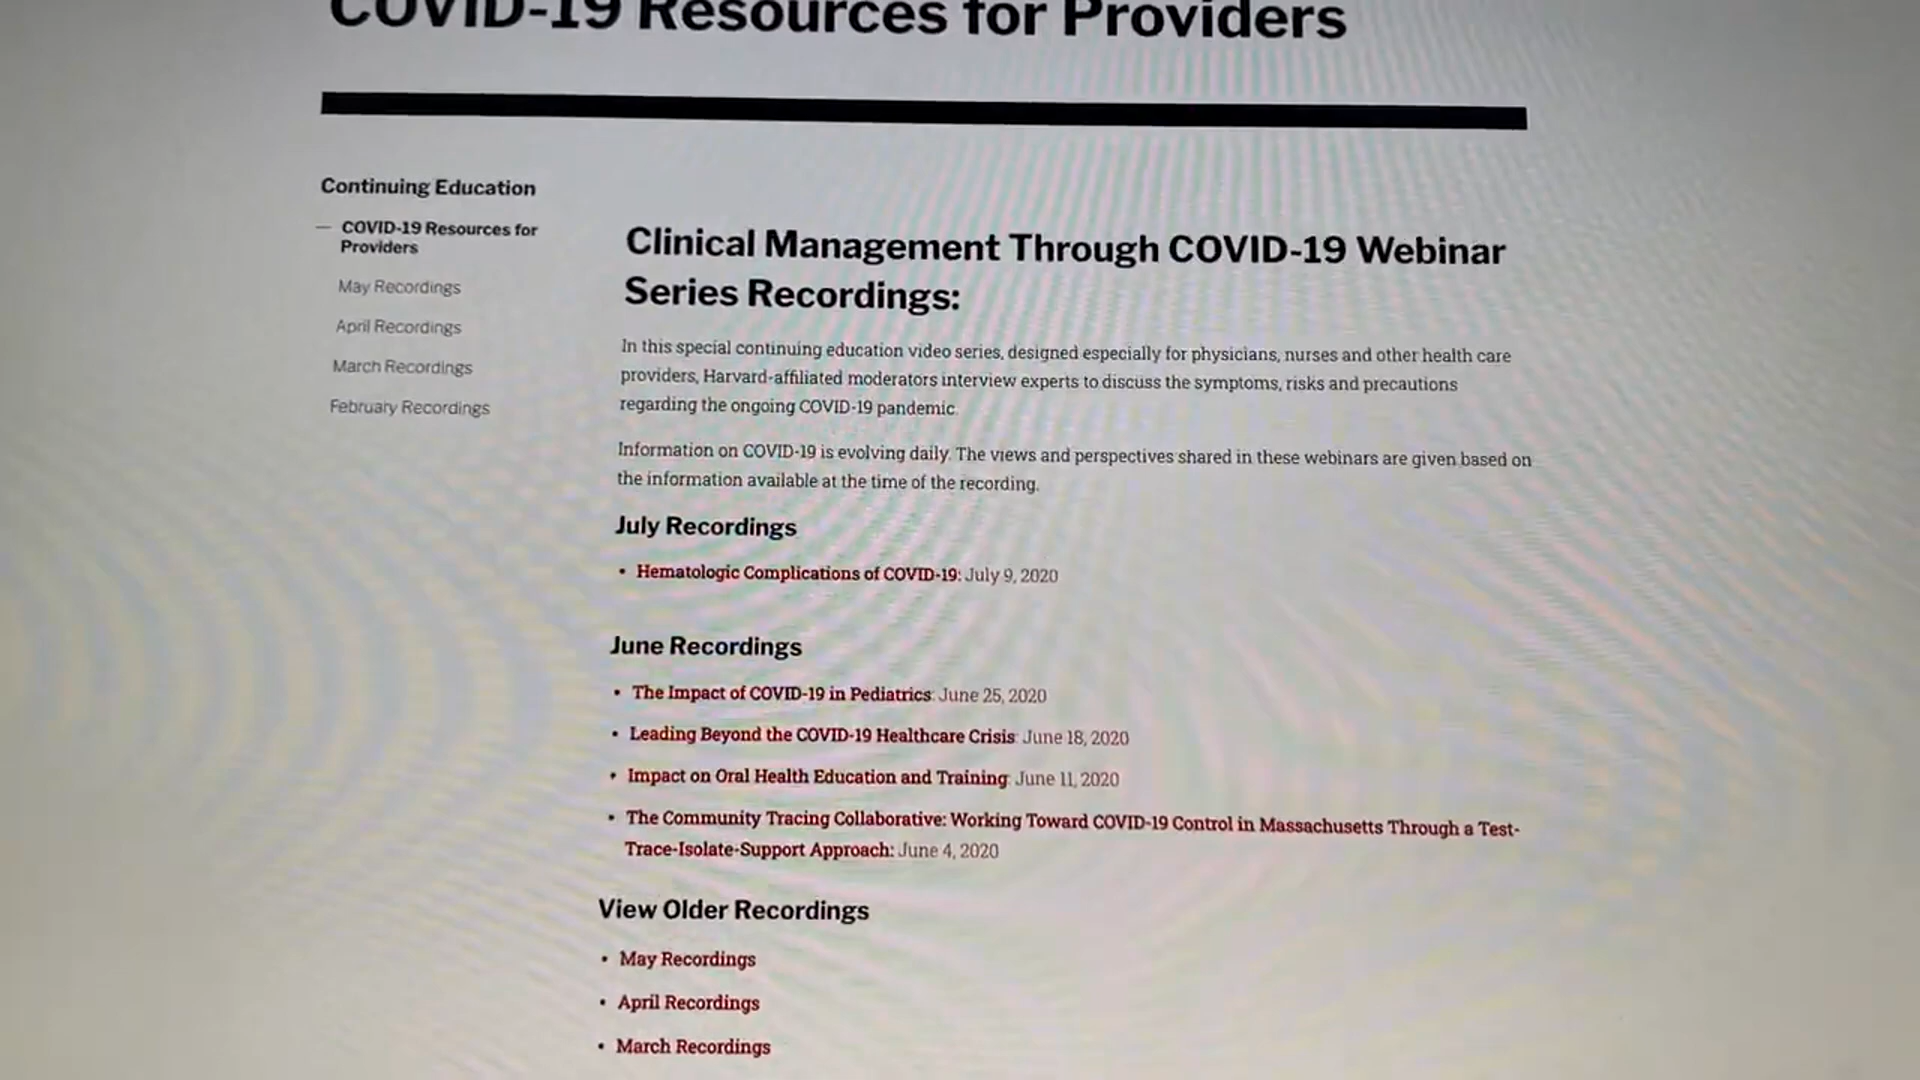 COVID-19 Resources for Providers
Continuing Education
— COVID-19 Resources for
Providers
May Recordings
April Recordings
March Recordings
February Recordings
Clinical Management Through COVID-19 Webinar
Series Recordings:
In this special continuing education video series, designed especially for physicians, nurses and other health care
providers, Harvard-affiliated moderators interview experts to discuss the symptoms, risks and precautions
regarding the ongoing COVID-19 pandemic.
Information on COVID-19 is evolving daily. The views and perspectives shared in these webinars are given based on
the information available at the time of the recording.
July Recordings
• Hematologic Complications of COVID-19: July 9, 2020
June Recordings
• The Impact of COVID-19 in Pediatrics: June 25, 2020
• Leading Beyond the COVID-19 Healthcare Crisis: June 18, 2020
• Impact on Oral Health Education and Training: June 11, 2020
• The Community Tracing Collaborative: Working Toward COVID-19 Control in Massachusetts Through a Test-
Trace-Isolate-Support Approach: June 4, 2020
View Older Recordings
• May Recordings
• April Recordings
• March Recordings